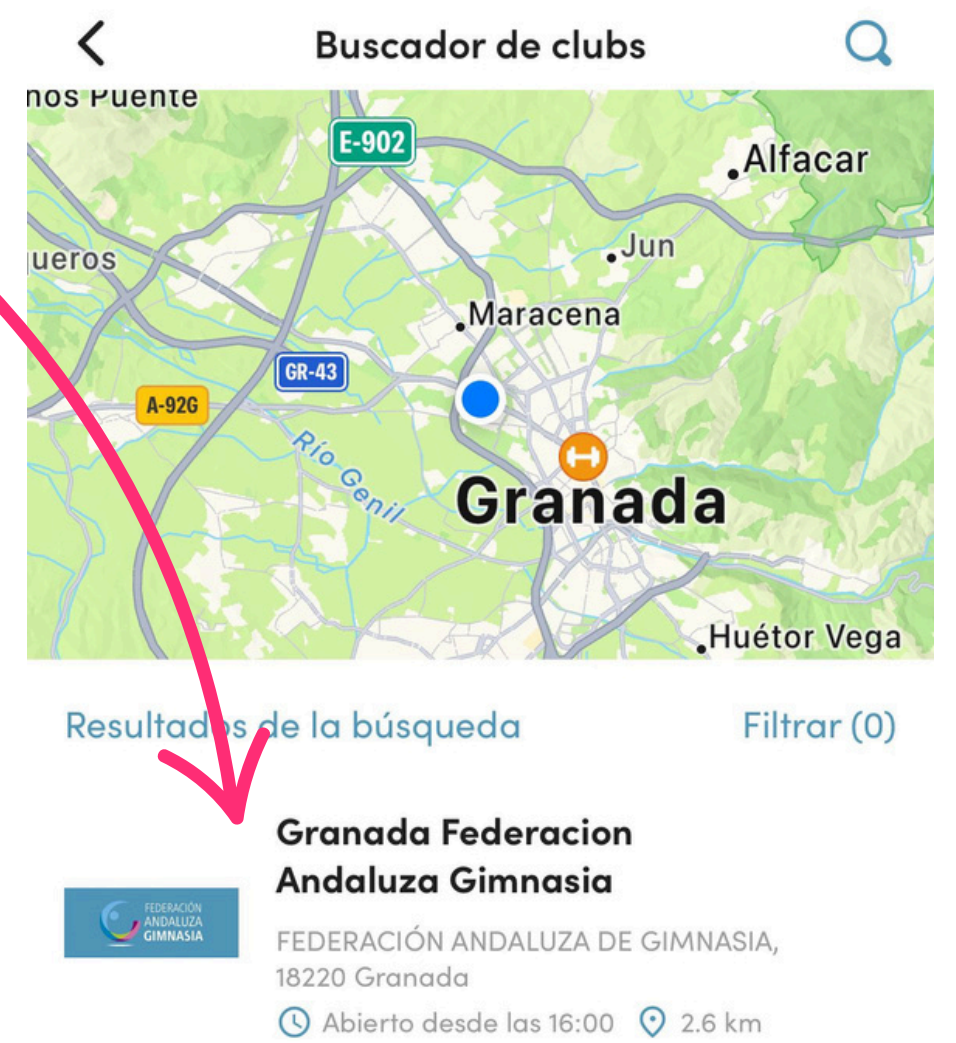 Buscador de clubs
nos Puente
E-902
Alfacar
Jun
ueros
Maracena
GR-43
A-92G
Río Genil
Granada
Huétor Vega
Resultados de la búsqueda
Filtrar (0)
Granada Federacion
Andaluza Gimnasia
FEDERACIÓN
ANDALUZA
GIMNASIA
FEDERACIÓN ANDALUZA DE GIMNASIA,
18220 Granada
Abierto desde las 16:00 2.6 km